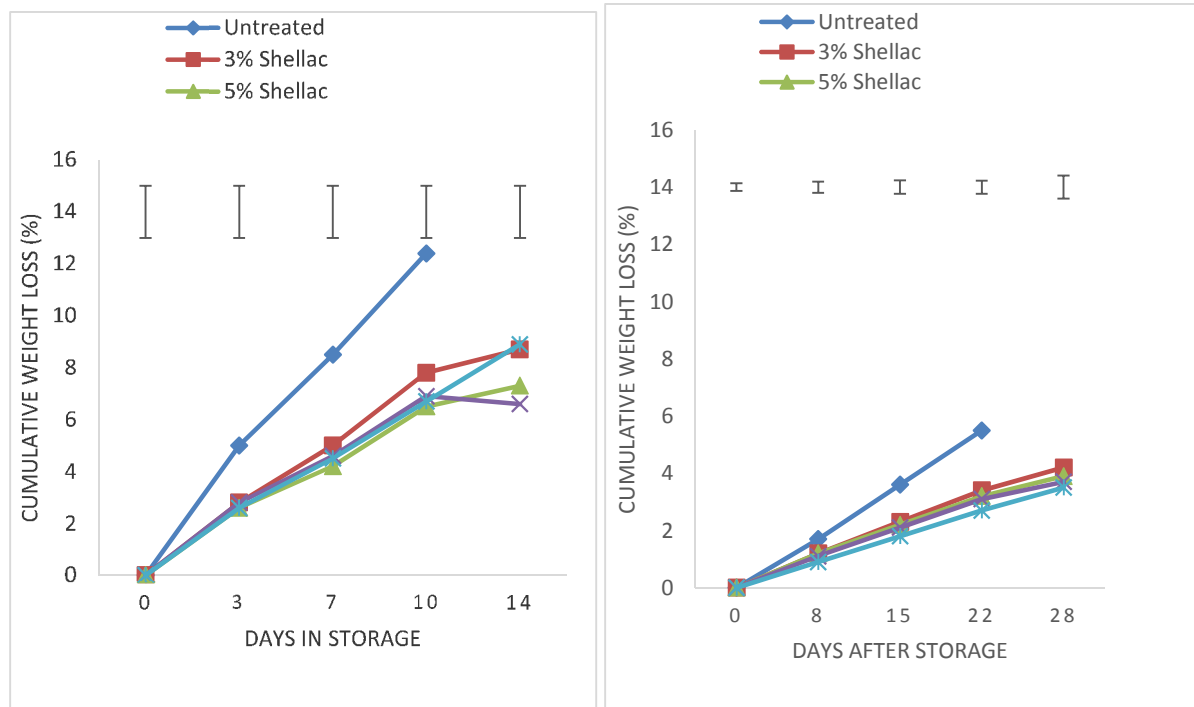 Untreated
3% Shellac
5% Shellac
16
14
12
10
8
6
4
2
0
CUMULATIVE WEIGHT LOSS (%)
0 3 7 10 14
DAYS IN STORAGE
Untreated
3% Shellac
5% Shellac
16
14
12
10
8
6
4
2
0
CUMULATIVE WEIGHT LOSS (%)
0 8 15 22 28
DAYS AFTER STORAGE